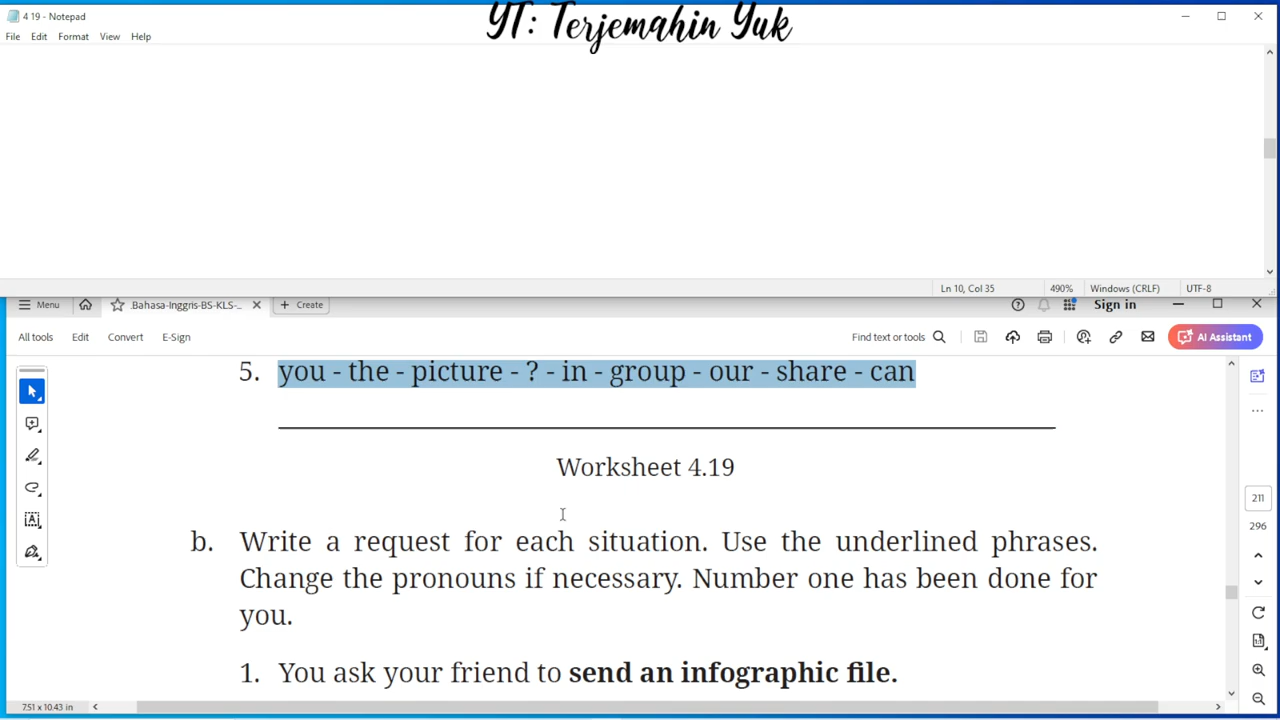 4 19 - Notepad
YT: Terjemahin Yuk
File Edit Format View Help
Ln 10, Col 35 490% Windows (CRLF) UTF-8
Menu Bahasa-Inggris-BS-KLS-... Create Sign in
All tools Edit Convert E-Sign Find text or tools AI Assistant
5. you - the - picture - ? - in - group - our - share - can
Worksheet 4.19
b. Write a request for each situation. Use the underlined phrases.
Change the pronouns if necessary. Number one has been done for
you.
1. You ask your friend to send an infographic file.
211
296
7.51 x 10.43 in